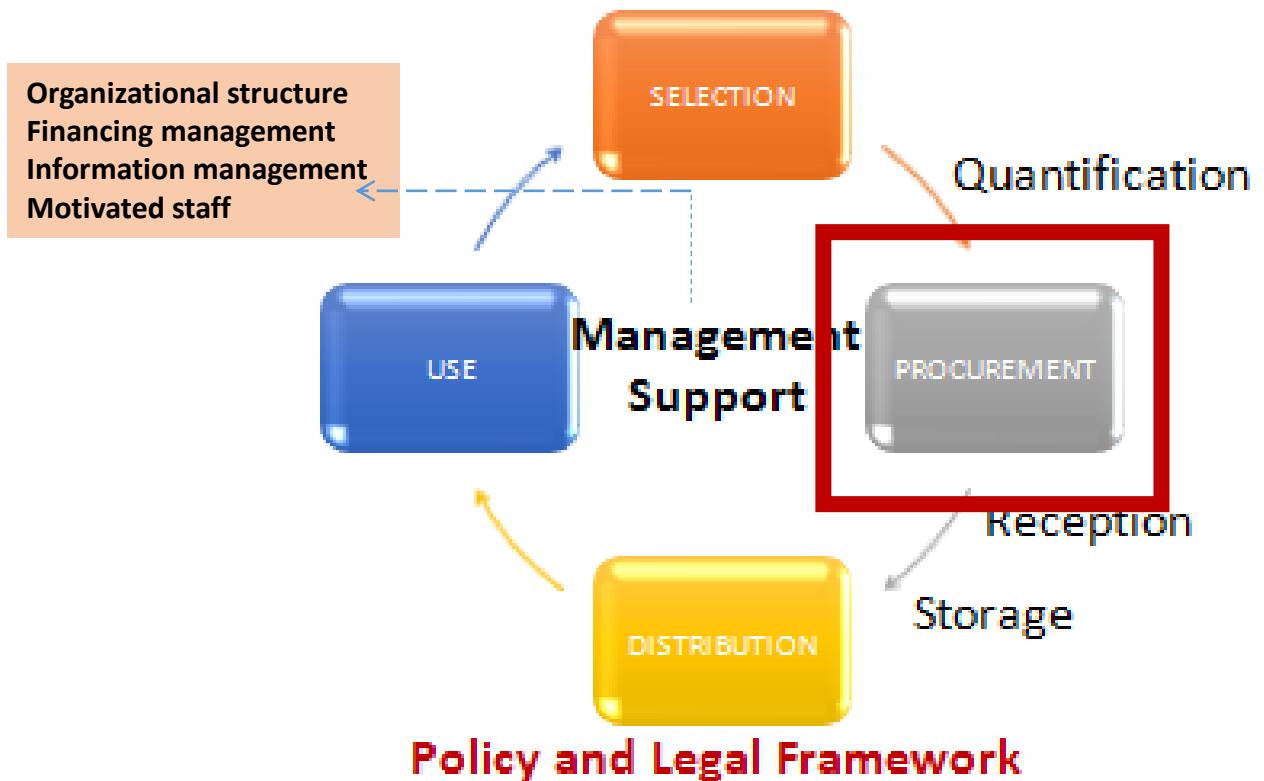 SELECTION
Organizational structure
Financing management
Information management
Motivated staff
Quantification
Management
Support
USE
PROCUREMENT
Reception
Storage
DISTRIBUTION
Policy and Legal Framework